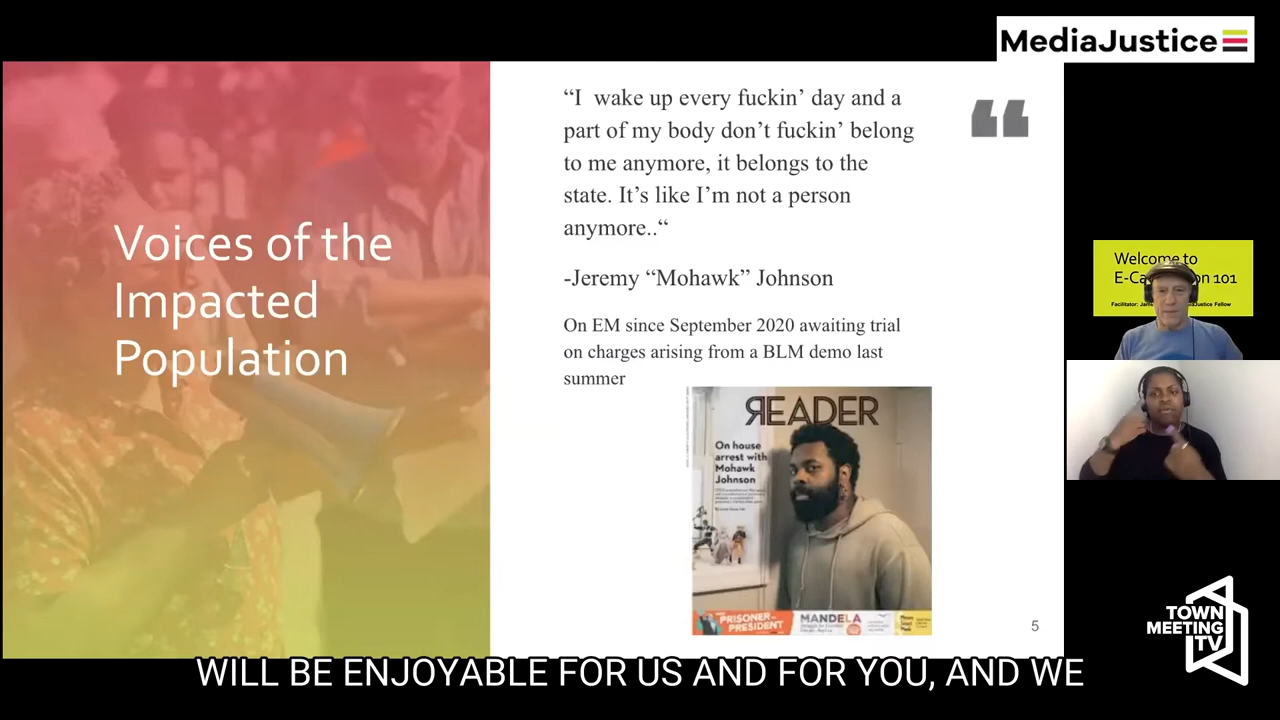 MediaJustice
“I wake up every fuckin’ day and a
part of my body don’t fuckin’ belong
to me anymore, it belongs to the
state. It’s like I’m not a person
anymore..“
-Jeremy “Mohawk” Johnson
On EM since September 2020 awaiting trial
on charges arising from a BLM demo last
summer
Voices of the
Impacted
Population
READER
On house
arrest with
Mohawk
Johnson
PRISONER
PRESIDENT
MANDELA
5
Welcome to
101
Facilitator:
Fellow
TOWN
MEETING
TV
WILL BE ENJOYABLE FOR US AND FOR YOU, AND WE